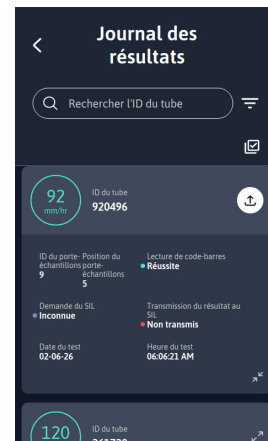 Journal des
résultats
Rechercher l'ID du tube
92
mm/hr
ID du tube
920496
ID du porte-
échantillons
9
Position du
porte-
échantillons
5
Lecture de code-barres
Réussite
Demande du SIL
Inconnue
Transmission du résultat au
SIL
Non transmis
Date du test
02-06-26
Heure du test
06:06:21 AM
120
ID du tube